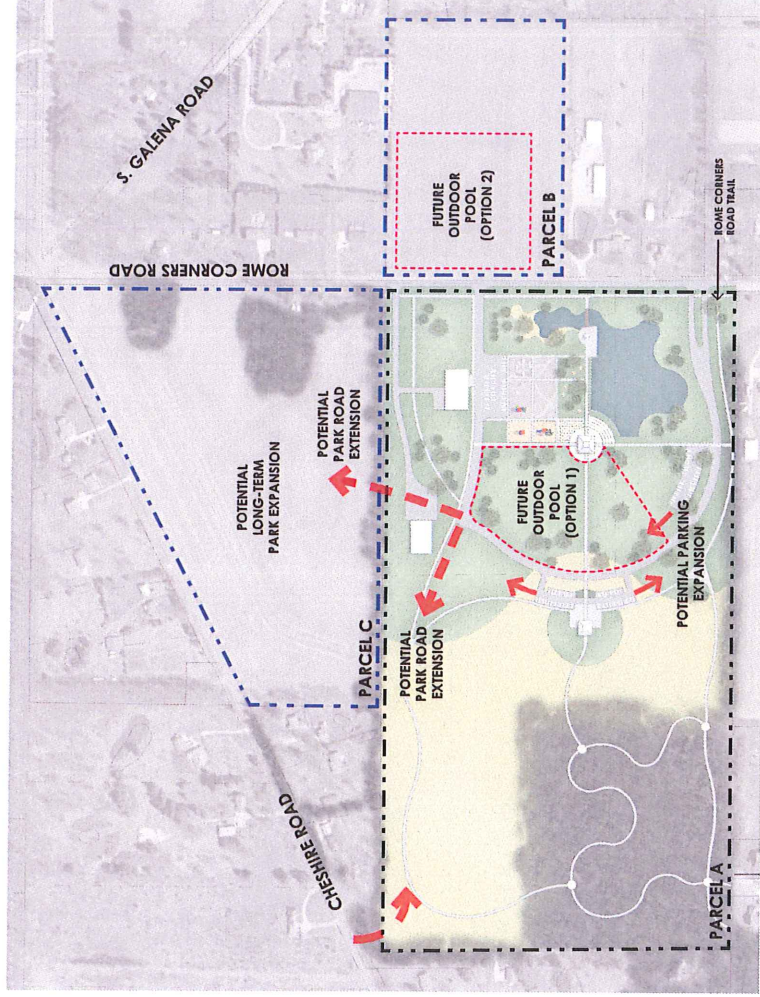 S. GALENA ROAD
ROME CORNERS ROAD
FUTURE
OUTDOOR
POOL
(OPTION 2)
PARCEL B
ROME CORNERS
ROAD TRAIL
POTENTIAL
LONG-TERM
PARK EXPANSION
POTENTIAL
PARK ROAD
EXTENSION
PARCEL C
FUTURE
OUTDOOR
POOL
(OPTION 1)
POTENTIAL
PARK ROAD
EXTENSION
POTENTIAL PARKING
EXPANSION
CHESHIRE ROAD
PARCEL A